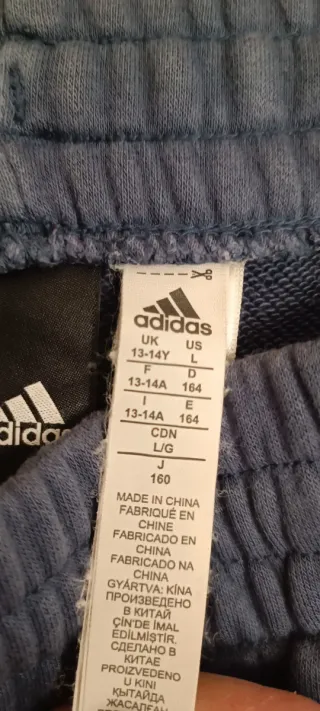 adidas
UK US
13-14Y L
F D
13-14A 164
I E
13-14A 164
CDN
L/G
J
160
MADE IN CHINA
FABRIQUÉ EN
CHINE
FABRICADO EN
CHINA
FABRICADO NA
CHINA
GYÁRTVA: KÍNA
ПРОИЗВЕДЕНО
В КИТАЙ
ÇİN'DE İMAL
EDİLMİŞTİR.
СДЕЛАНО В
КИТАЕ
PROIZVEDENO
U KINI
ҚЫТАЙДА
ЖАСАЛҒАН
adidas